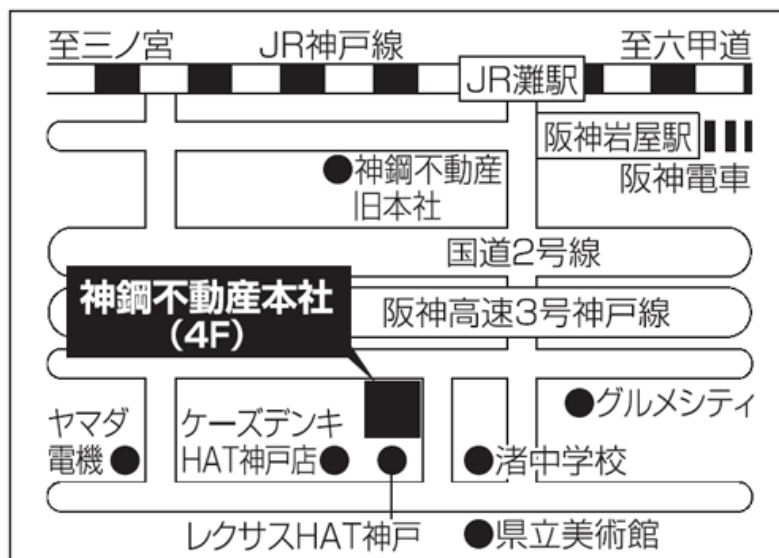 至三ノ宮
JR神戸線
至六甲道
JR灘駅
阪神岩屋駅
阪神電車
●神鋼不動産
旧本社
国道2号線
神鋼不動産本社
(4F)
阪神高速3号神戸線
●グルメシティ
ヤマダ
電機●
ケーズデンキ
HAT神戸店●
●渚中学校
レクサスHAT神戸
●県立美術館